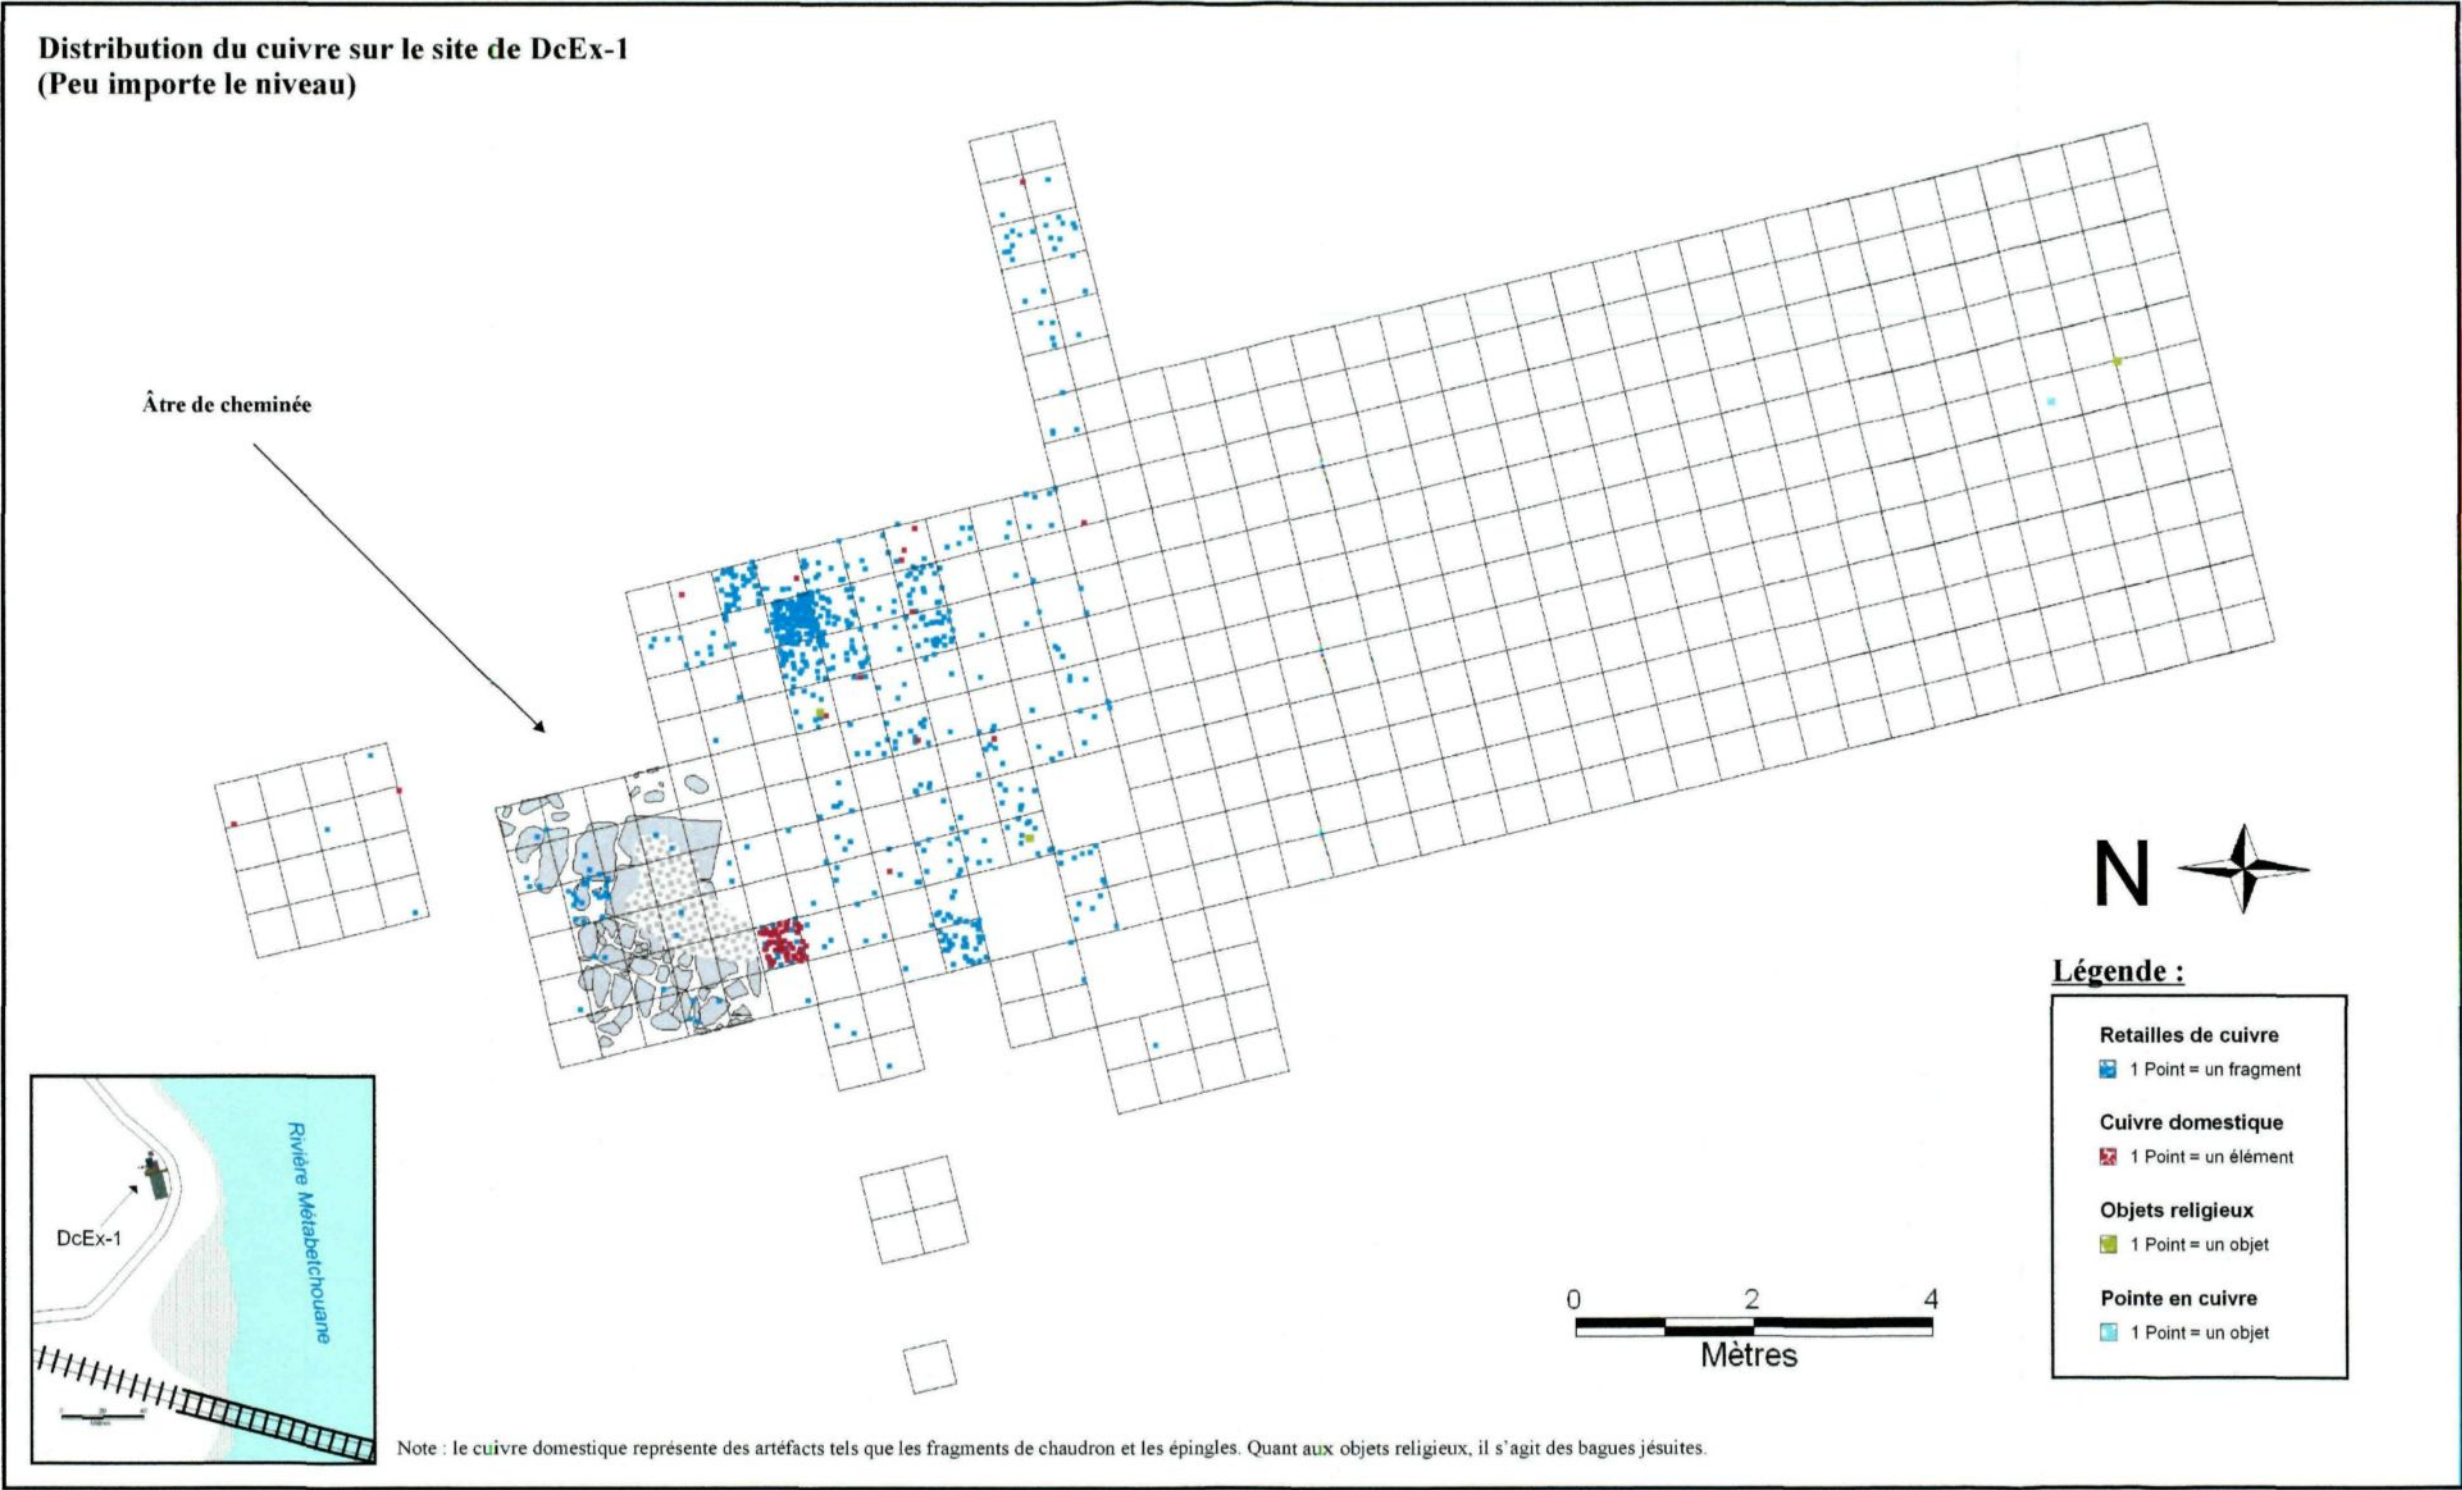 Distribution du cuivre sur le site de DcEx-1
(Peu importe le niveau)
Âtre de cheminée
N
Légende :
Retailles de cuivre
1 Point = un fragment
Cuivre domestique
1 Point = un élément
Objets religieux
1 Point = un objet
Pointe en cuivre
1 Point = un objet
0 2 4
Mètres
Rivière Métabetchouane
DcEx-1
Note : le cuivre domestique représente des artéfacts tels que les fragments de chaudron et les épingles. Quant aux objets religieux, il s'agit des bagues jésuites.